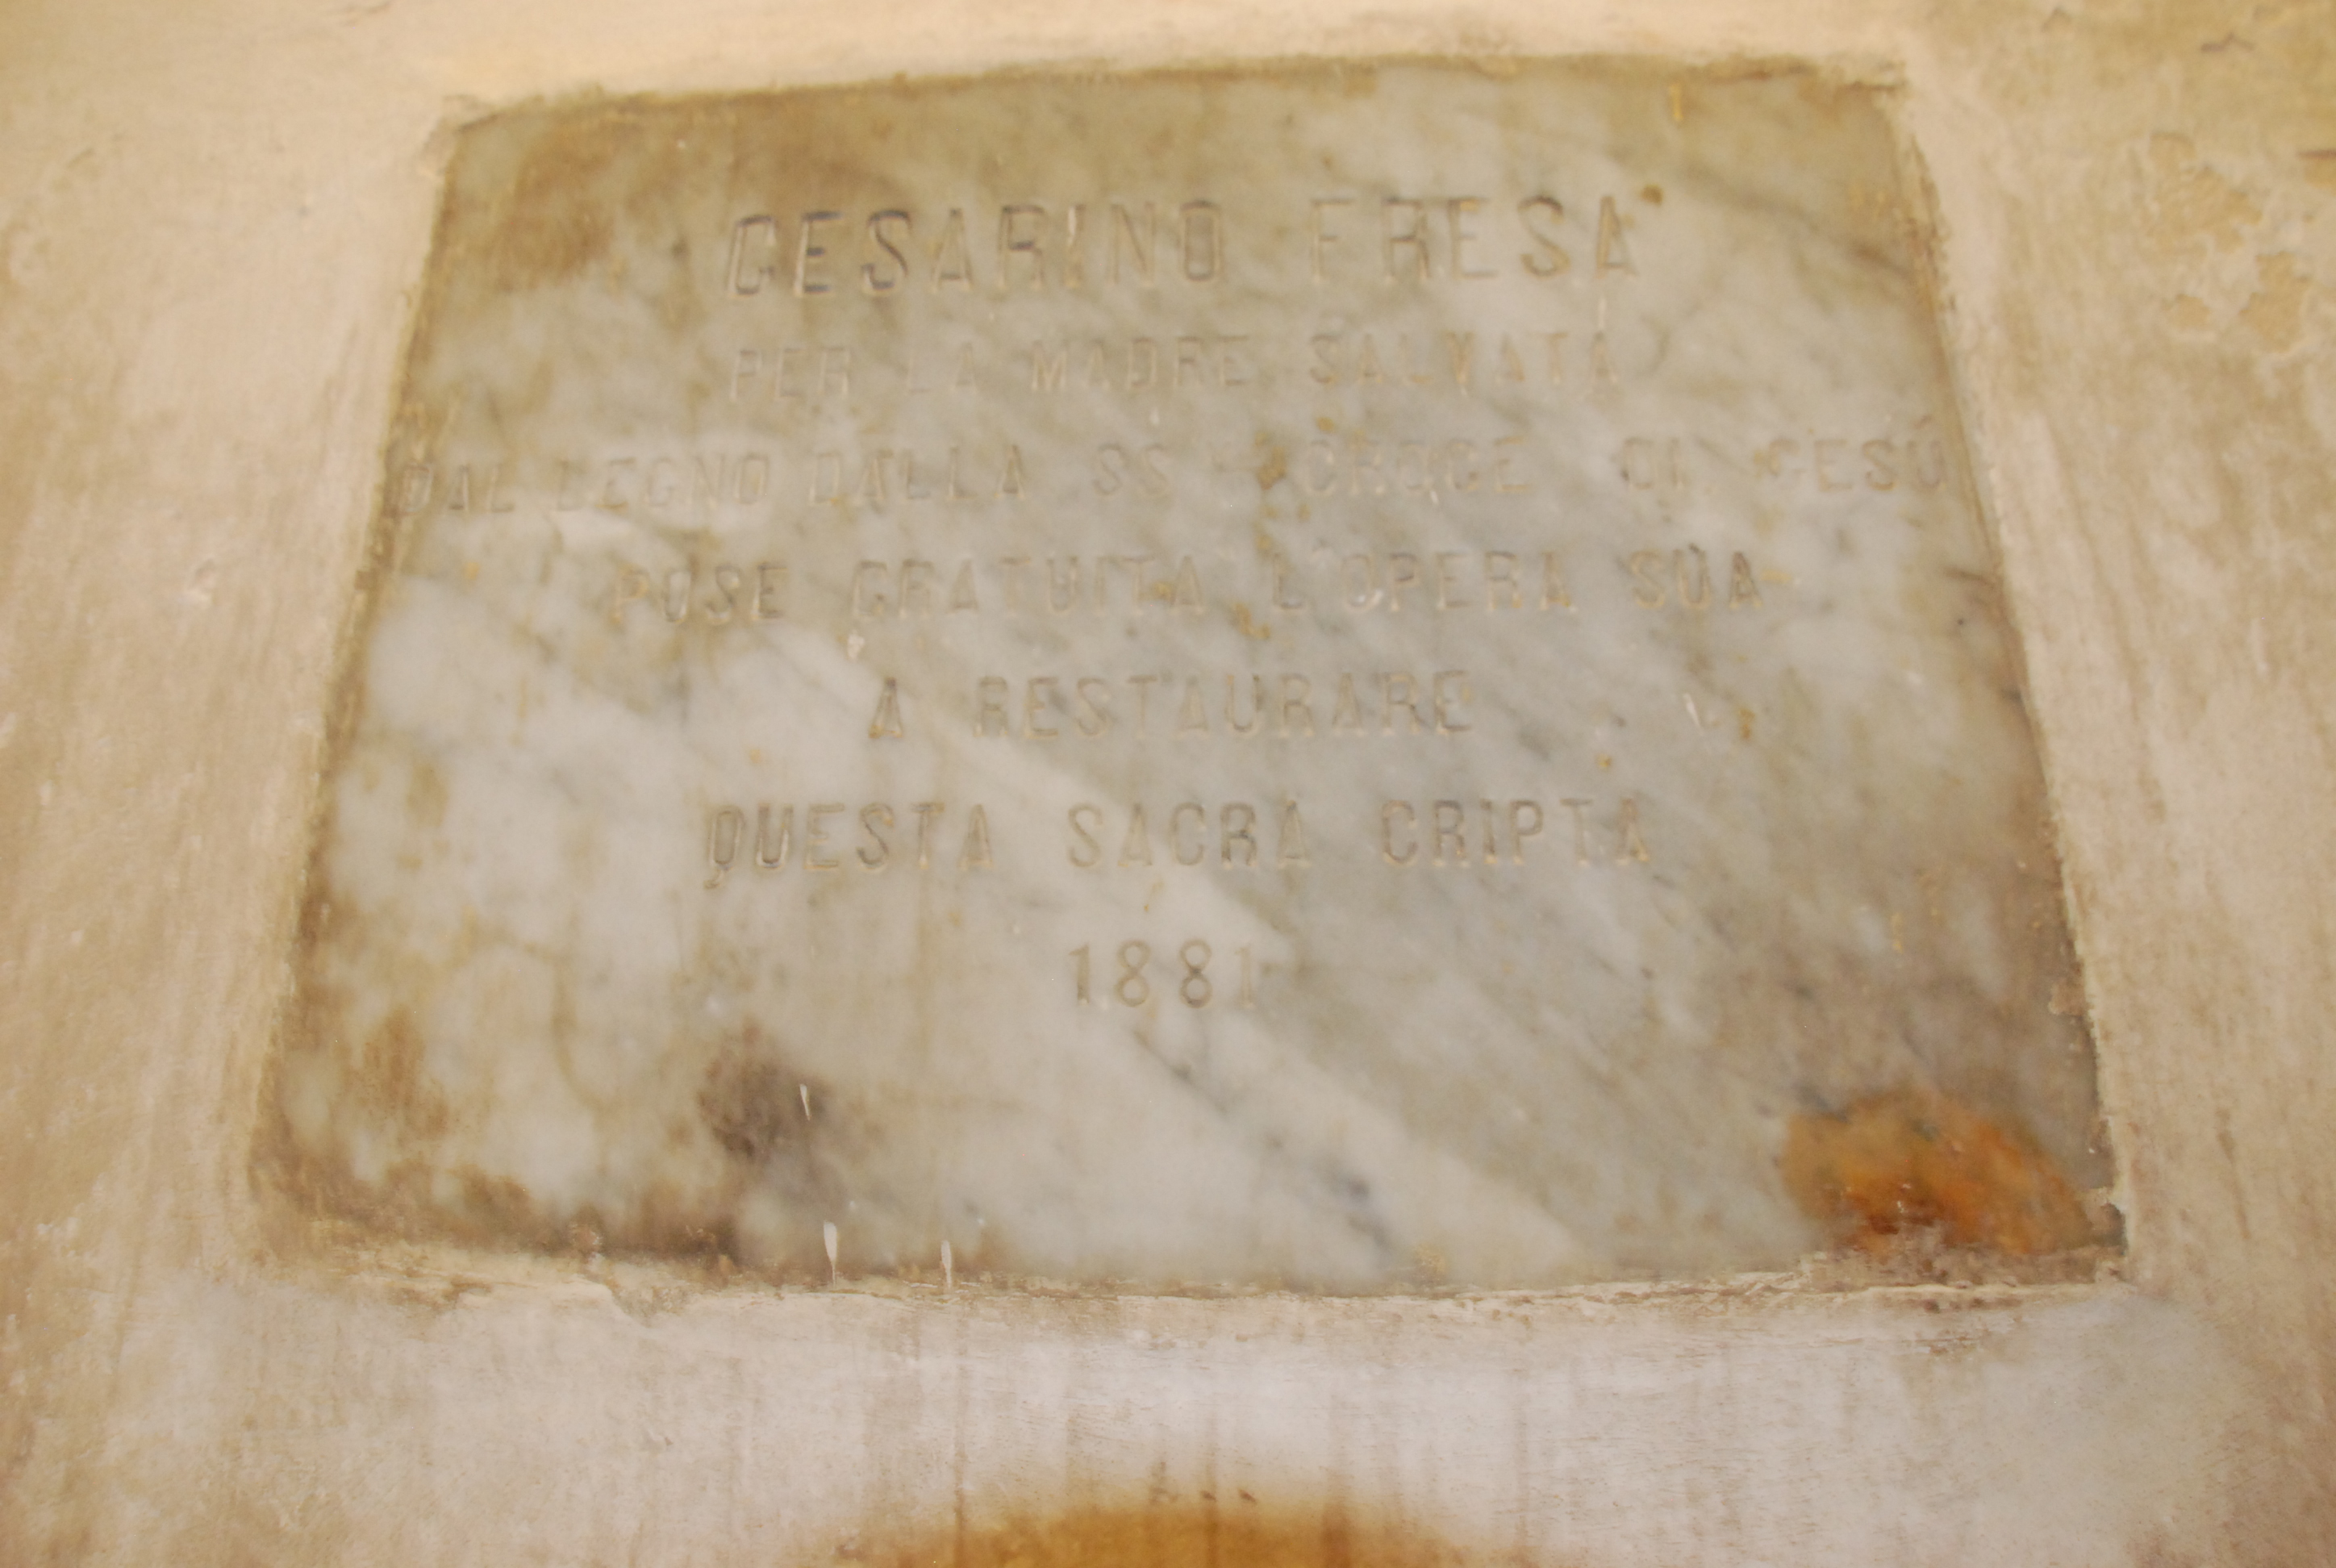 CESARINO FRESA
PER LA MADRE SALVATA
DAL LEGNO DALLA SS CROCE DI GESÙ
POSE GRATUITA L'OPERA SUA
A RESTAURARE
QUESTA SACRA CRIPTA
1881